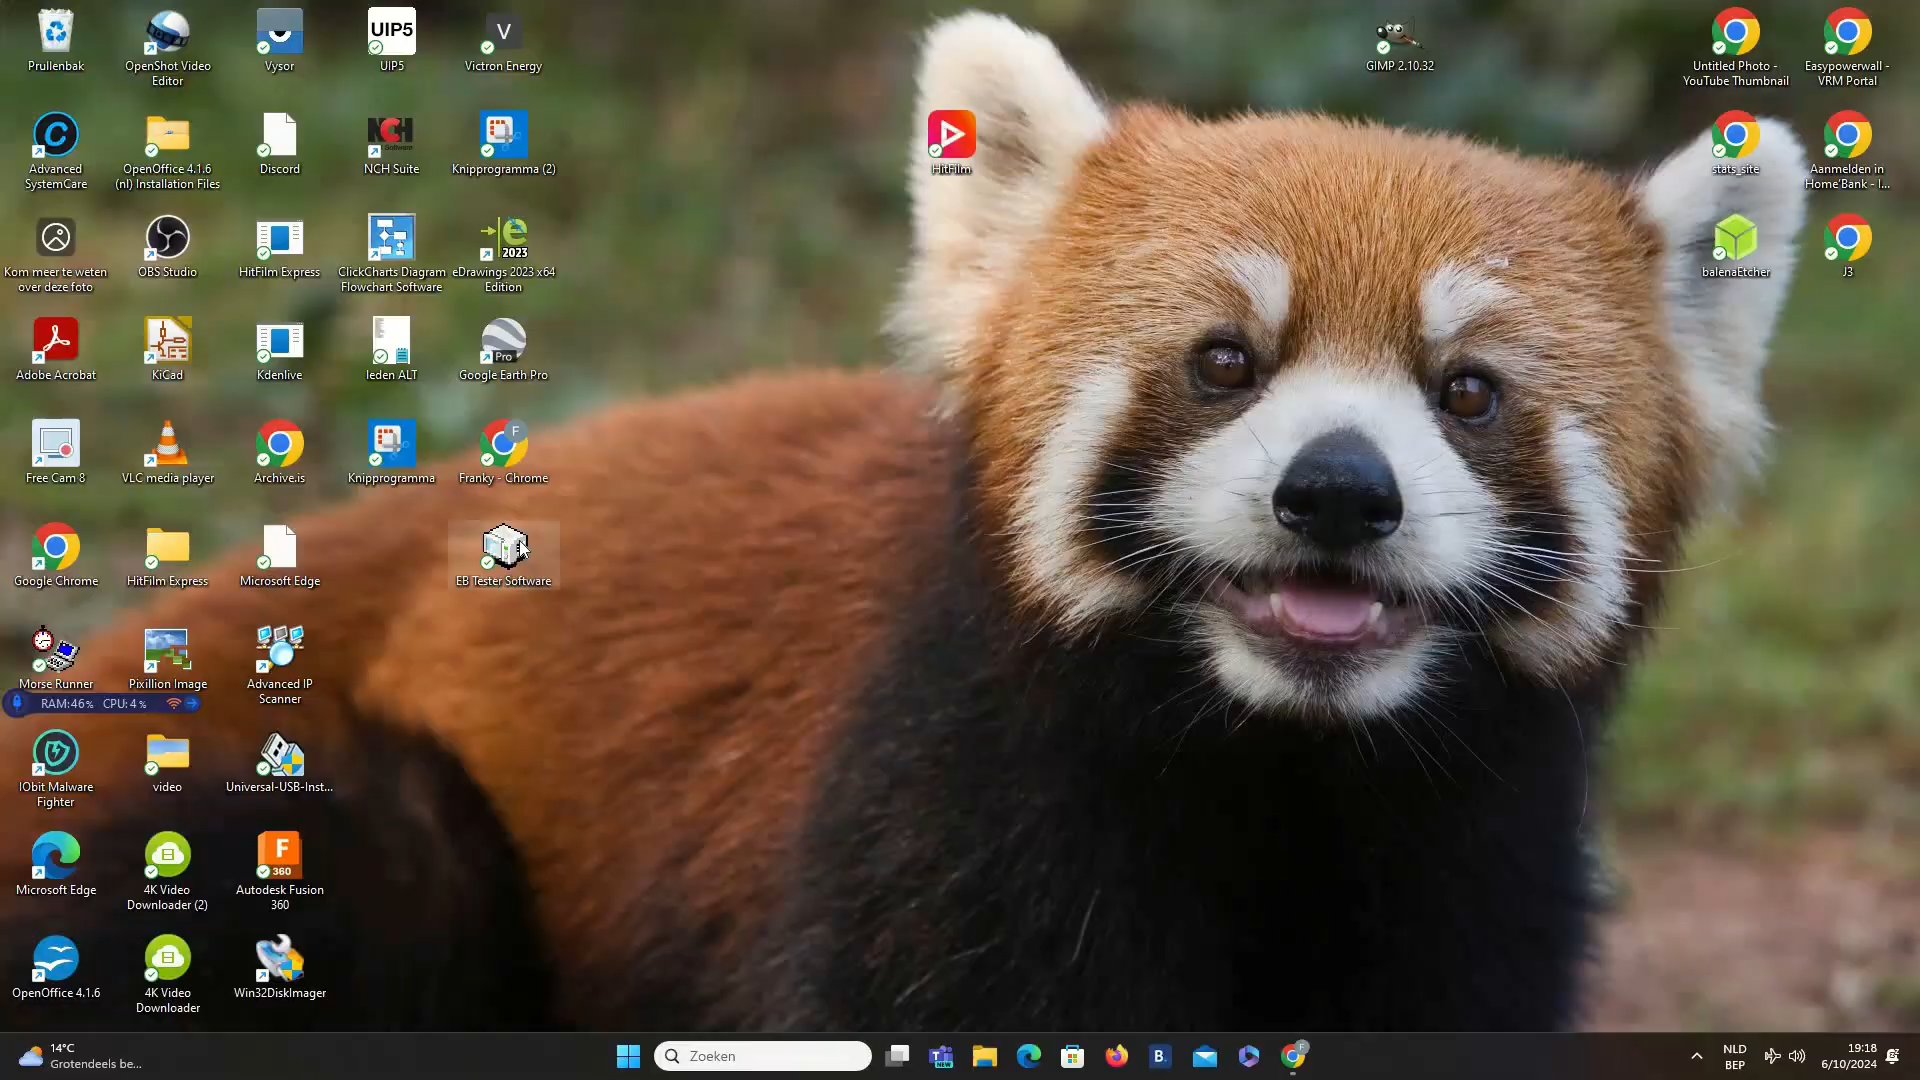 Prullenbak
OpenShot Video
Editor
Vysor
UIP5
UIP5
V
Victron Energy
GIMP 2.10.32
Untitled Photo -
YouTube Thumbnail
Easypowerwall -
VRM Portal
Advanced
SystemCare
OpenOffice 4.1.6
(nl) Installation Files
Discord
NCH
Software
NCH Suite
Knipprogramma (2)
HitFilm
stats_site
Aanmelden in
Home'Bank - I...
Kom meer te weten
over deze foto
OBS Studio
HitFilm Express
ClickCharts Diagram
Flowchart Software
2023
eDrawings 2023 x64
Edition
balenaEtcher
J3
Adobe Acrobat
KiCad
Kdenlive
leden ALT
Pro
Google Earth Pro
Free Cam 8
VLC media player
Archive.is
Knipprogramma
F
Franky - Chrome
Google Chrome
HitFilm Express
Microsoft Edge
EB Tester Software
Morse Runner
Pixillion Image
Advanced IP
Scanner
RAM:46% CPU:4%
IObit Malware
Fighter
video
Universal-USB-Inst...
Microsoft Edge
4K Video
Downloader (2)
F
360
Autodesk Fusion
360
OpenOffice 4.1.6
4K Video
Downloader
Win32DiskImager
14°C
Grotendeels be...
Zoeken
NEW
B.
F
NLD
BEP
19:18
6/10/2024